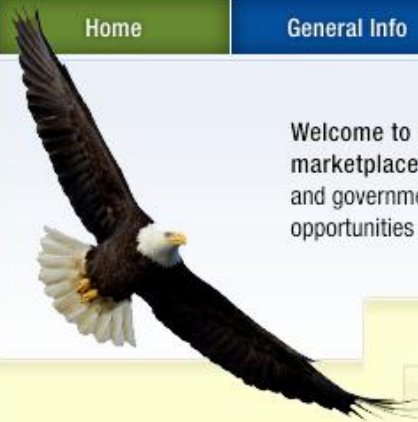 Home
General Info
Welcome to
marketplace
and governme
opportunities